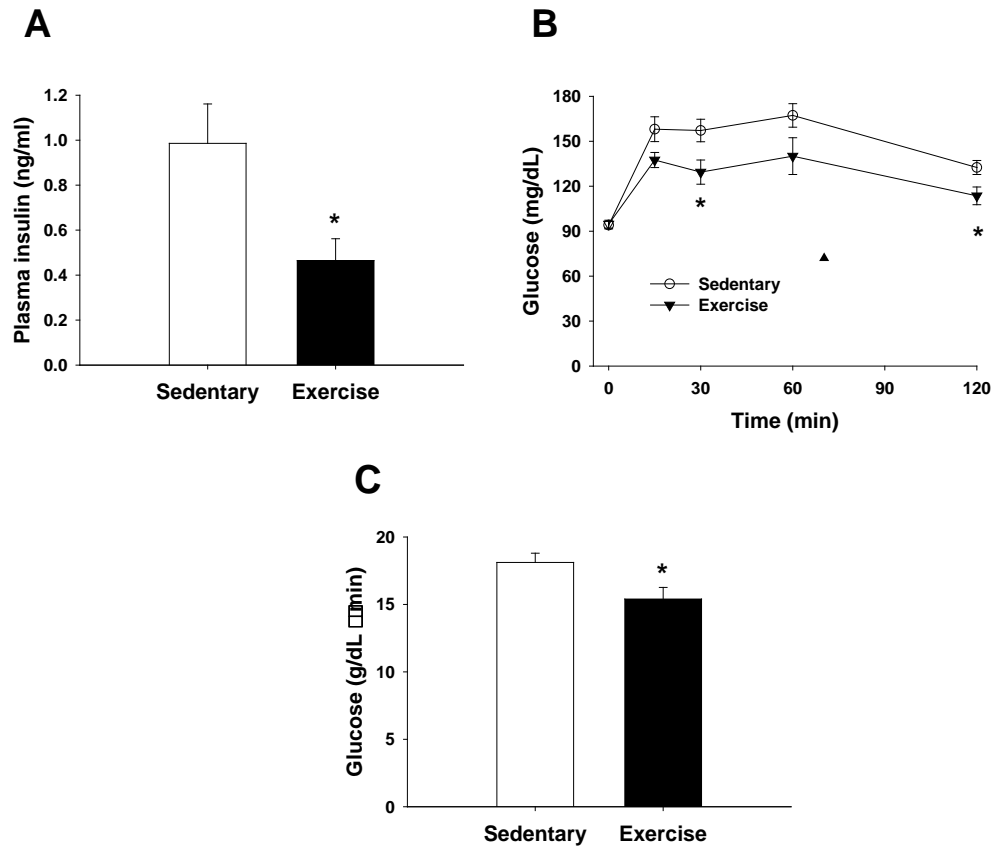 A
Plasma insulin (ng/ml)
1.2
1.0
0.8
0.6
0.4
0.2
0.0
*
Sedentary Exercise
B
Glucose (mg/dL)
180
150
120
90
60
30
0
*
*
Sedentary
Exercise
0 30 60 90 120
Time (min)
C
Glucose (g/dL □□min)
20
15
10
5
0
*
Sedentary Exercise